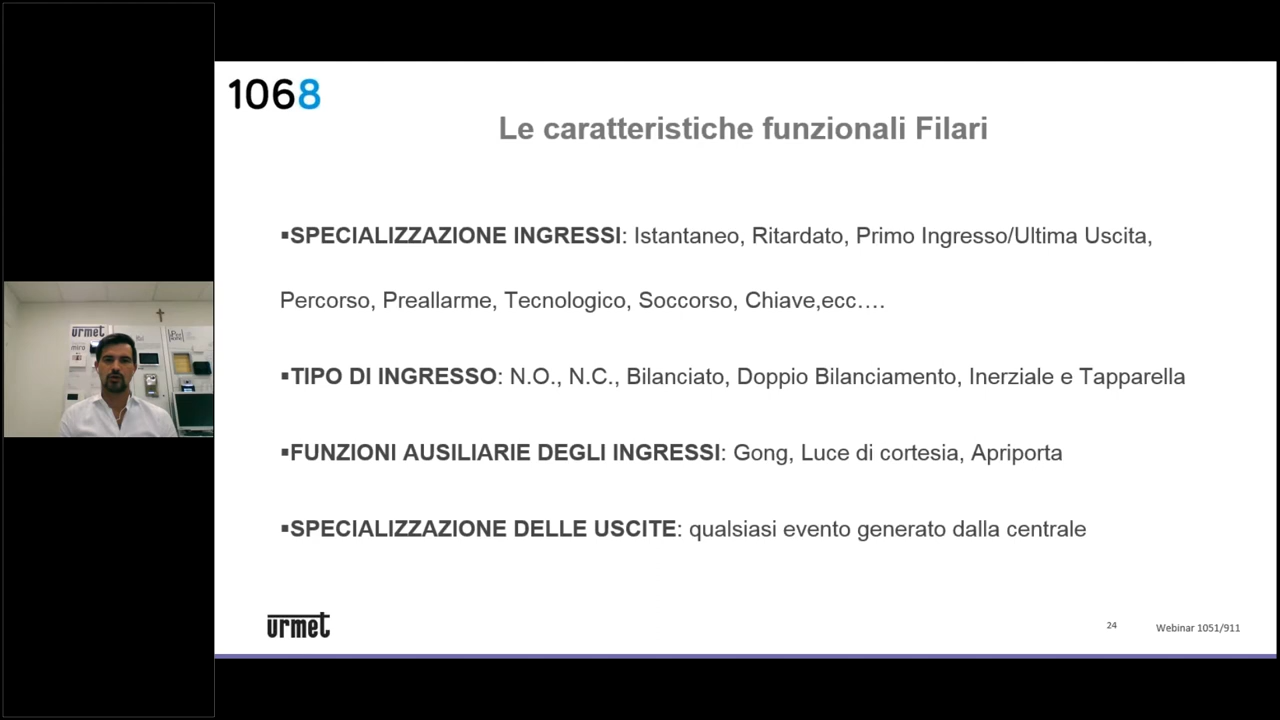 1068
Le caratteristiche funzionali Filari
▪SPECIALIZZAZIONE INGRESSI: Istantaneo, Ritardato, Primo Ingresso/Ultima Uscita,
Percorso, Preallarme, Tecnologico, Soccorso, Chiave,ecc….
▪TIPO DI INGRESSO: N.O., N.C., Bilanciato, Doppio Bilanciamento, Inerziale e Tapparella
▪FUNZIONI AUSILIARIE DEGLI INGRESSI: Gong, Luce di cortesia, Apriporta
▪SPECIALIZZAZIONE DELLE USCITE: qualsiasi evento generato dalla centrale
urmet
24
Webinar 1051/911
urmet